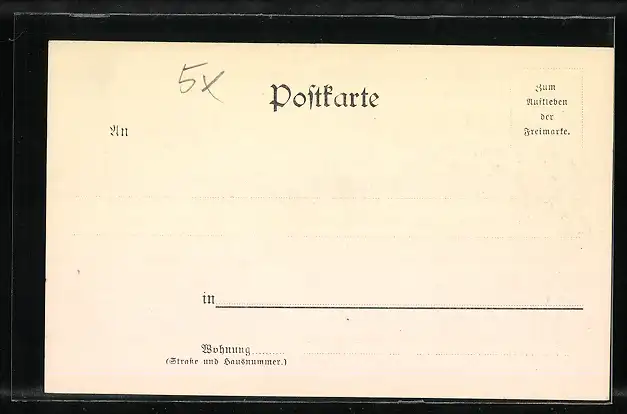 5x
Poſtkarte
Zum
Aufkleben
der
Freimarke.
An
in
Wohnung
(Straße und Hausnummer.)